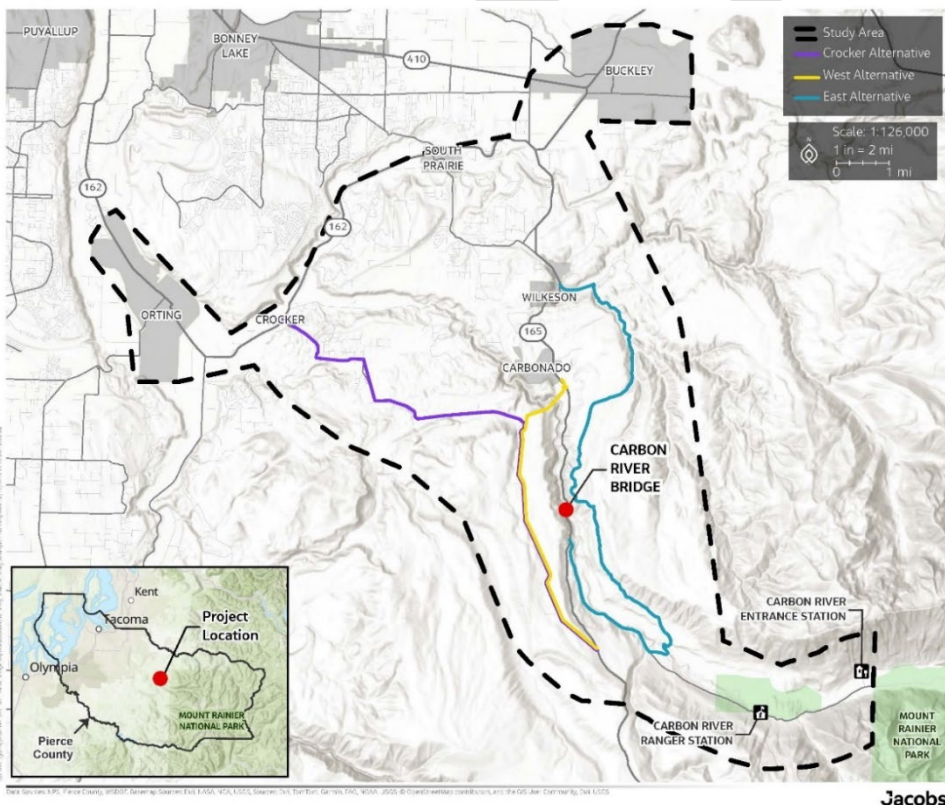 PUYALLUP
BONNEY
LAKE
410
BUCKLEY
Study Area
Crocker Alternative
West Alternative
East Alternative
N
Scale: 1:126,000
1 in = 2 mi
0 1 mi
SOUTH
PRAIRIE
162
162
ORTING
CROCKER
WILKESON
165
CARBONADO
CARBON
RIVER
BRIDGE
CARBON RIVER
ENTRANCE STATION
CARBON RIVER
RANGER STATION
MOUNT
RAINIER
NATIONAL
PARK
Kent
Tacoma
Project
Location
Olympia
MOUNT RAINIER
NATIONAL PARK
Pierce
County
Jacobs